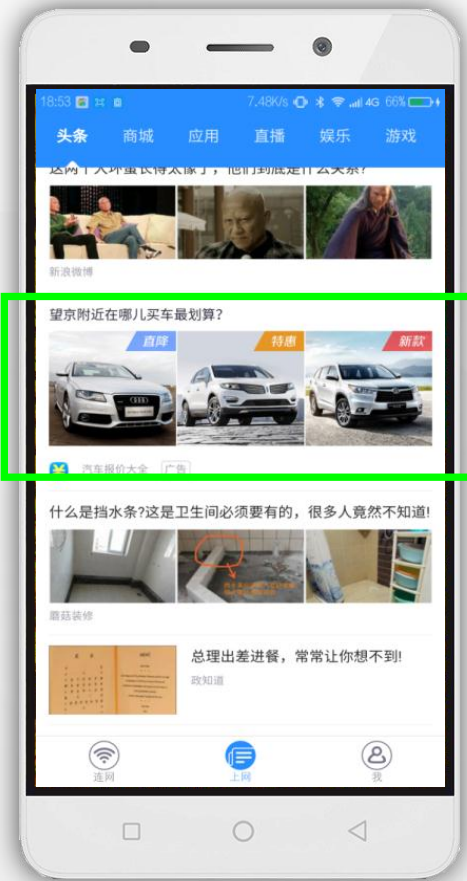 18:53
7.48K/s
4G 66%
头条 商城 应用 直播 娱乐 游戏
这两个人坏蛋长得太像了，他们到底是什么关系?
新浪微博
望京附近在哪儿买车最划算?
直降
特惠
新款
汽车报价大全 广告
什么是挡水条?这是卫生间必须要有的，很多人竟然不知道!
蘑菇装修
总理出差进餐，常常让你想不到!
政知道
连网 上网 我